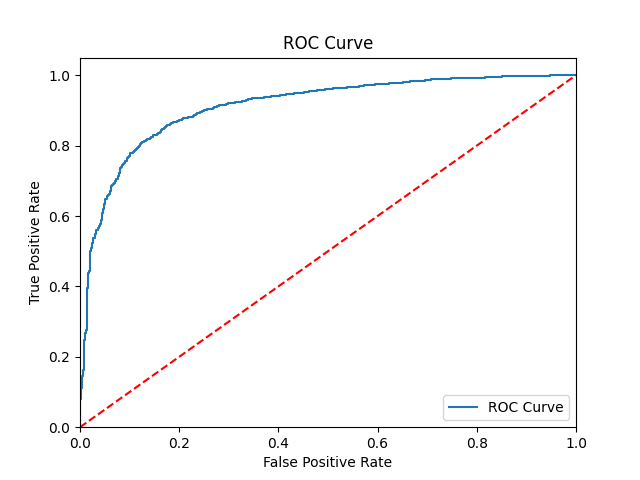 ROC Curve
True Positive Rate
1.0
0.8
0.6
0.4
0.2
0.0
ROC Curve
0.0 0.2 0.4 0.6 0.8 1.0
False Positive Rate